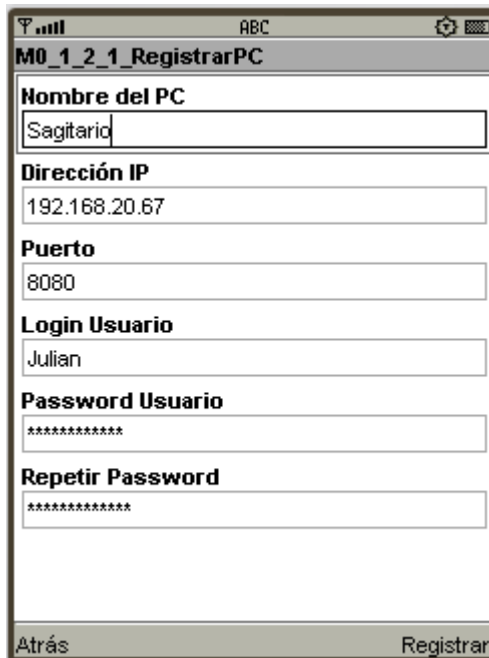 ABC
M0_1_2_1_RegistrarPC
Nombre del PC
Sagitario
Dirección IP
192.168.20.67
Puerto
8080
Login Usuario
Julian
Password Usuario
************
Repetir Password
*************
Atrás Registrar